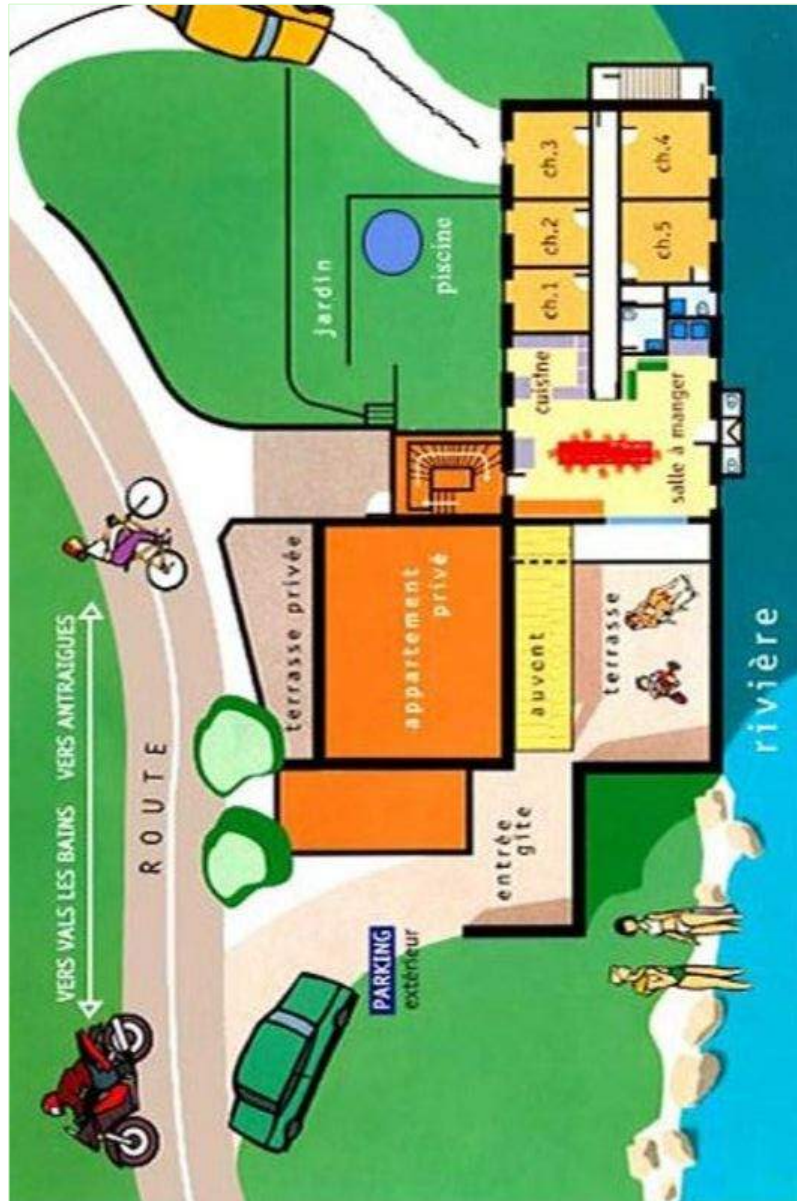 VERS VALS LES BAINS VERS ANTRAIGUES
ROUTE
PARKING
extérieur
entrée
gîte
terrasse privée
appartement
privé
auvent
terrasse
jardin
piscine
cuisine
salle à manger
ch.1
ch.2
ch.3
ch.4
ch.5
rivière